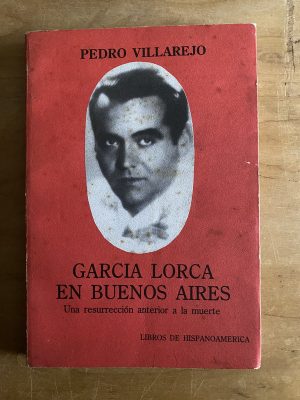 PEDRO VILLAREJO
GARCIA LORCA
EN BUENOS AIRES
Una resurrección anterior a la muerte
LIBROS DE HISPANOAMERICA